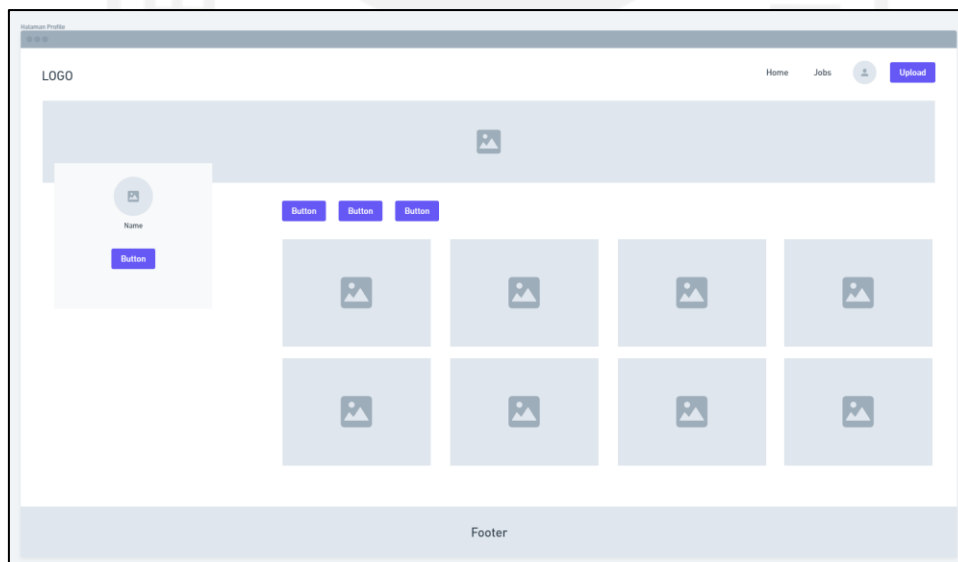 Halaman Profile
LOGO
Home Jobs Upload
Name
Button
Button Button Button
Footer